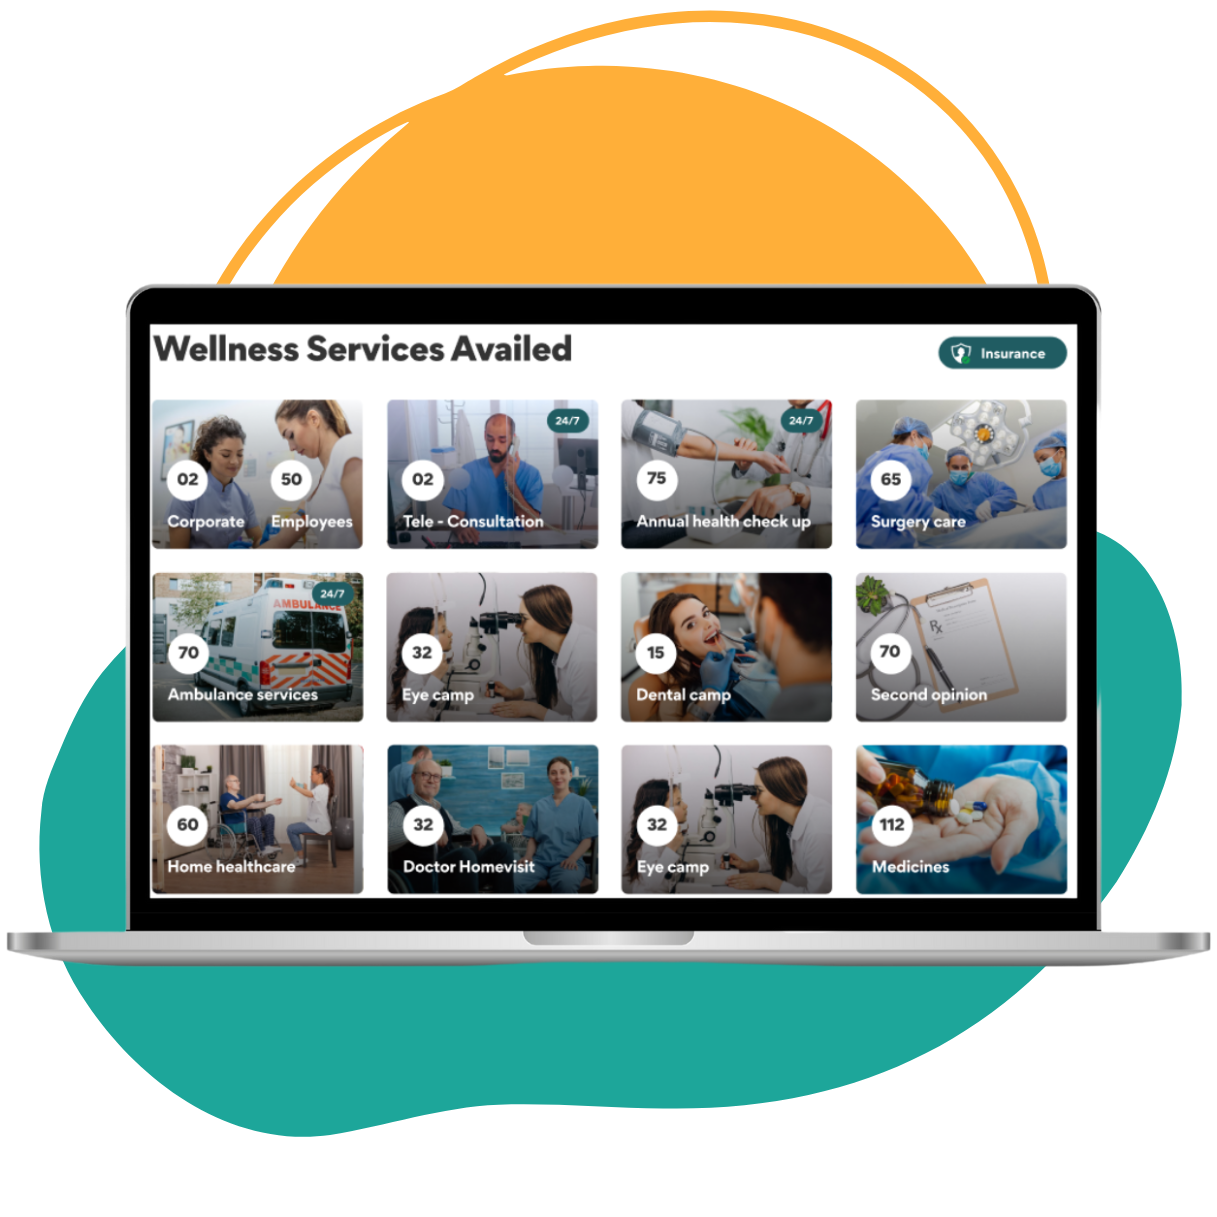 Wellness Services Availed
Insurance
02 50
Corporate Employees
24/7
02
Tele - Consultation
24/7
75
Annual health check up
65
Surgery care
24/7
AMBULANCE
70
Ambulance services
32
Eye camp
15
Dental camp
Rx
70
Second opinion
60
Home healthcare
32
Doctor Homevisit
32
Eye camp
112
Medicines